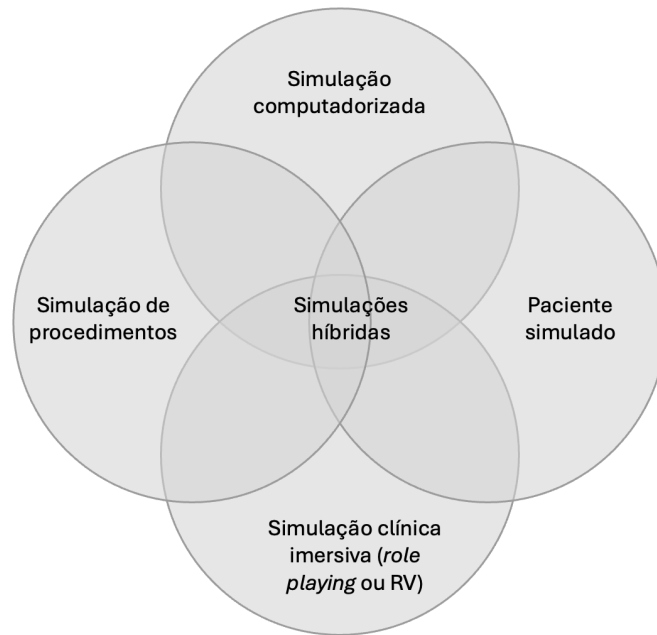 Simulação
computadorizada
Simulação de
procedimentos
Simulações
híbridas
Paciente
simulado
Simulação clínica
imersiva (role
playing ou RV)